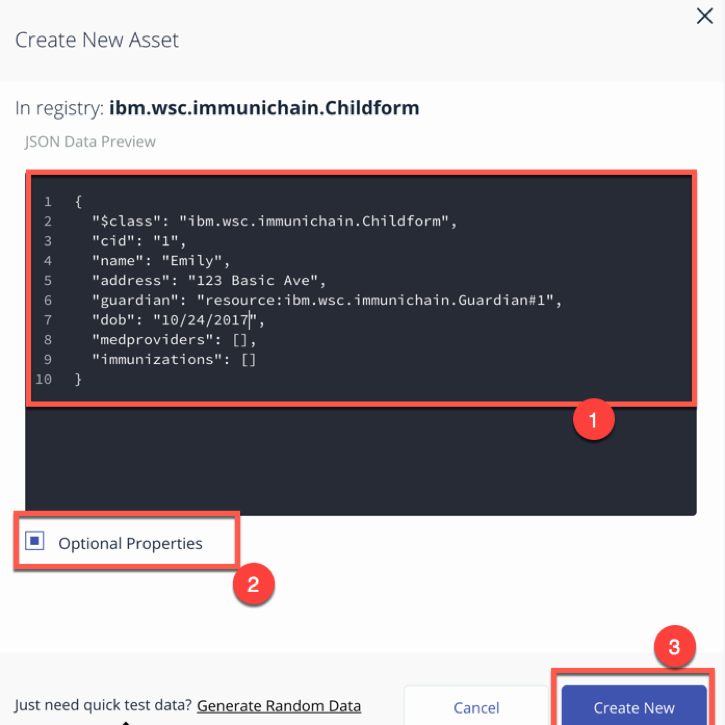 Create New Asset
In registry: ibm.wsc.immunichain.Childform
JSON Data Preview
1 {
2 "$class": "ibm.wsc.immunichain.Childform",
3 "cid": "1",
4 "name": "Emily",
5 "address": "123 Basic Ave",
6 "guardian": "resource:ibm.wsc.immunichain.Guardian#1",
7 "dob": "10/24/2017",
8 "medproviders": [],
9 "immunizations": []
10 }
1
Optional Properties
2
3
Just need quick test data? Generate Random Data
Cancel
Create New